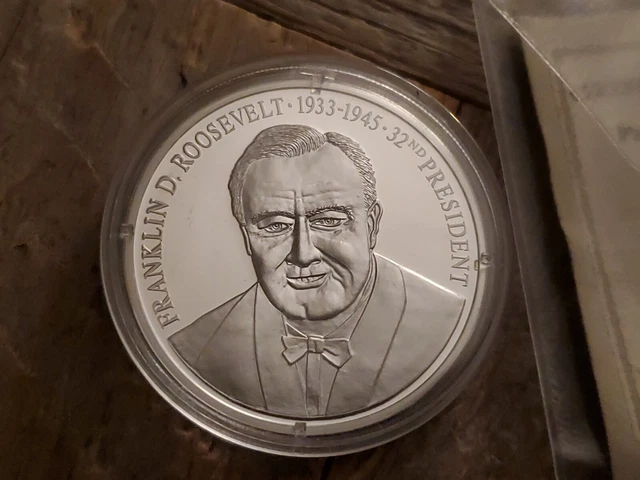 FRANKLIN D. ROOSEVELT · 1933-1945 · 32ND PRESIDENT